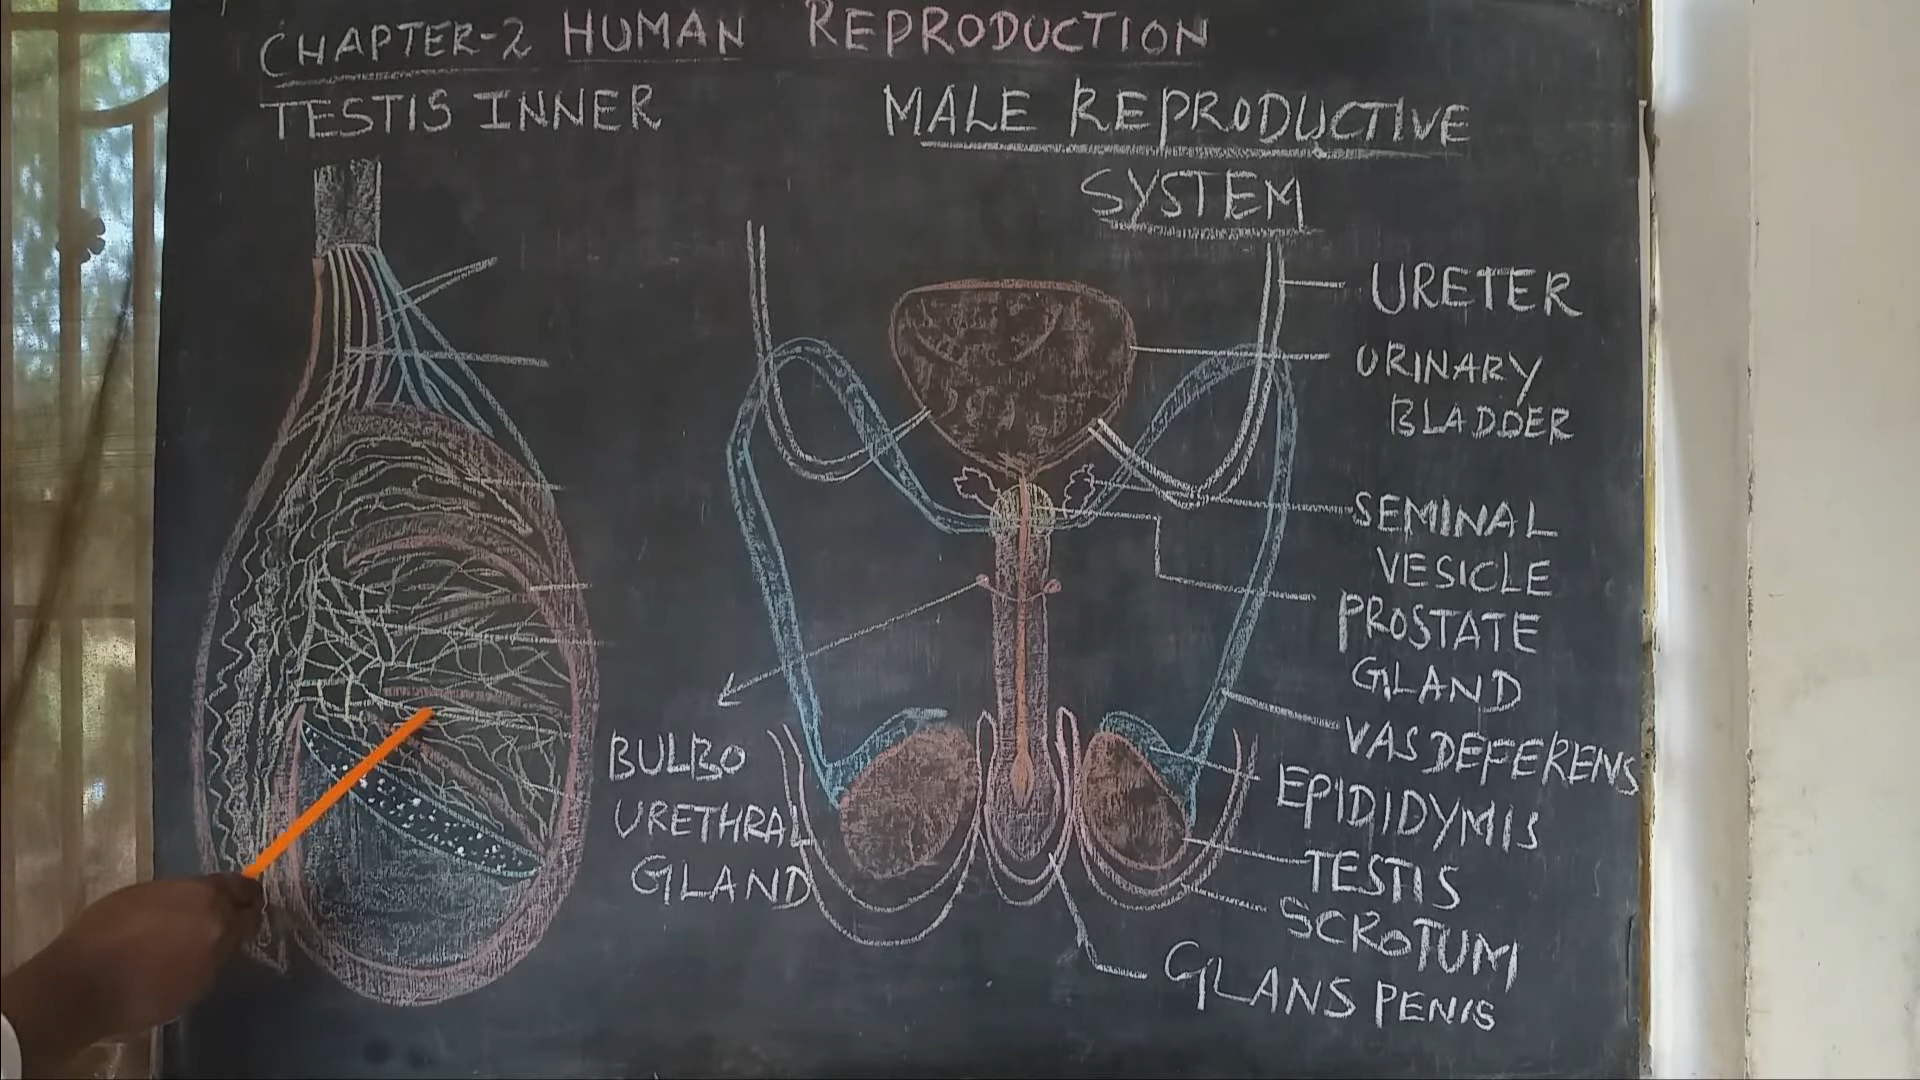 CHAPTER-2 HUMAN REPRODUCTION
TESTIS INNER
MALE REPRODUCTIVE
SYSTEM
URETER
URINARY
BLADDER
SEMINAL
VESICLE
PROSTATE
GLAND
VAS DEFERENS
EPIDIDYMIS
TESTIS
SCROTUM
GLANS PENIS
BULBO
URETHRAL
GLAND